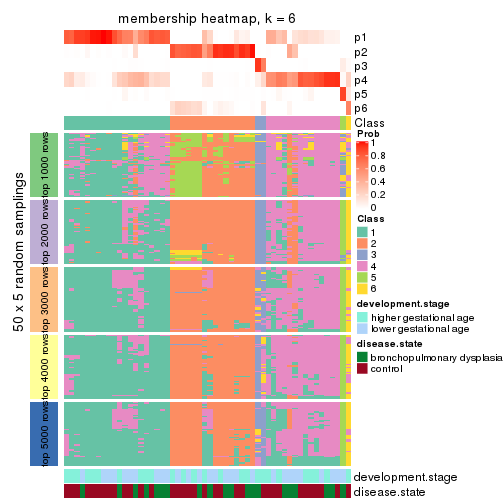 membership heatmap, k = 6
p1
p2
p3
p4
p5
p6
Class
Prob
1
0.8
0.6
0.4
0.2
0
Class
1
2
3
4
5
6
development.stage
higher gestational age
lower gestational age
disease.state
bronchopulmonary dysplasia
control
50 x 5 random samplings
top 1000 rows
top 2000 rows
top 3000 rows
top 4000 rows
top 5000 rows
development.stage
disease.state